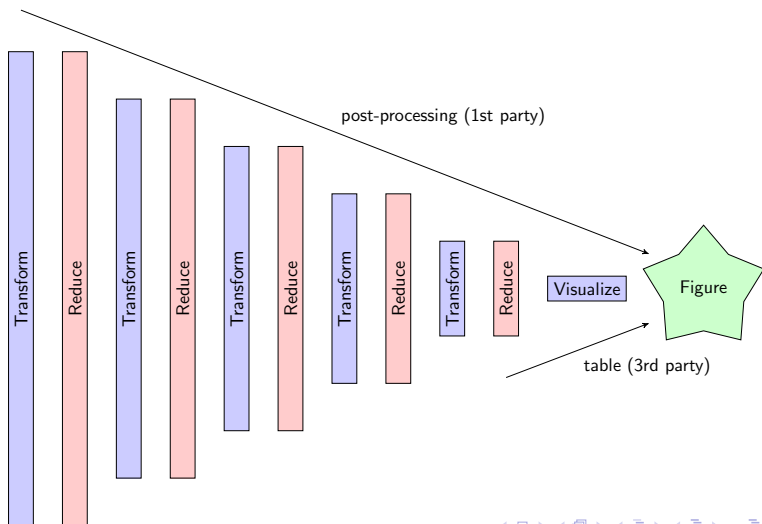 post-processing (1st party)
Transform
Reduce
Transform
Reduce
Transform
Reduce
Transform
Reduce
Transform
Reduce
Visualize
Figure
table (3rd party)